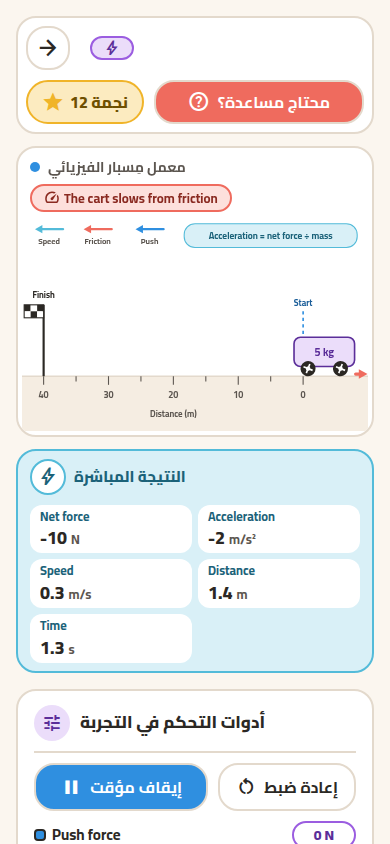 محتاج مساعدة؟
12 نجمة
معمل مِسبار الفيزيائي
The cart slows from friction
Speed
Friction
Push
Acceleration = net force ÷ mass
Finish
Start
5 kg
40 30 20 10 0
Distance (m)
النتيجة المباشرة
Net force
-10 N
Acceleration
-2 m/s²
Speed
0.3 m/s
Distance
1.4 m
Time
1.3 s
أدوات التحكم في التجربة
إيقاف مؤقت
إعادة ضبط
Push force
0 N